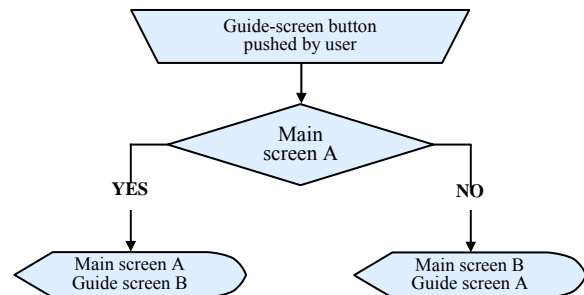 Guide-screen button
pushed by user
Main
screen A
YES
NO
Main screen A
Guide screen B
Main screen B
Guide screen A